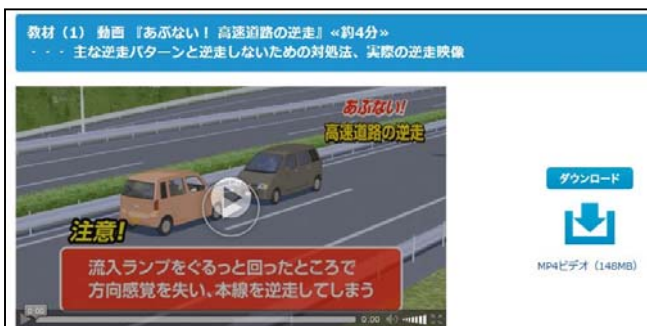 教材（1） 動画 『あぶない！ 高速道路の逆走』≪約4分≫
・・・ 主な逆走パターンと逆走しないための対処法、実際の逆走映像
あぶない!
高速道路の逆走
注意!
流入ランプをぐるっと回ったところで
方向感覚を失い、本線を逆走してしまう
0:00
0:00
ダウンロード
MP4ビデオ（148MB）